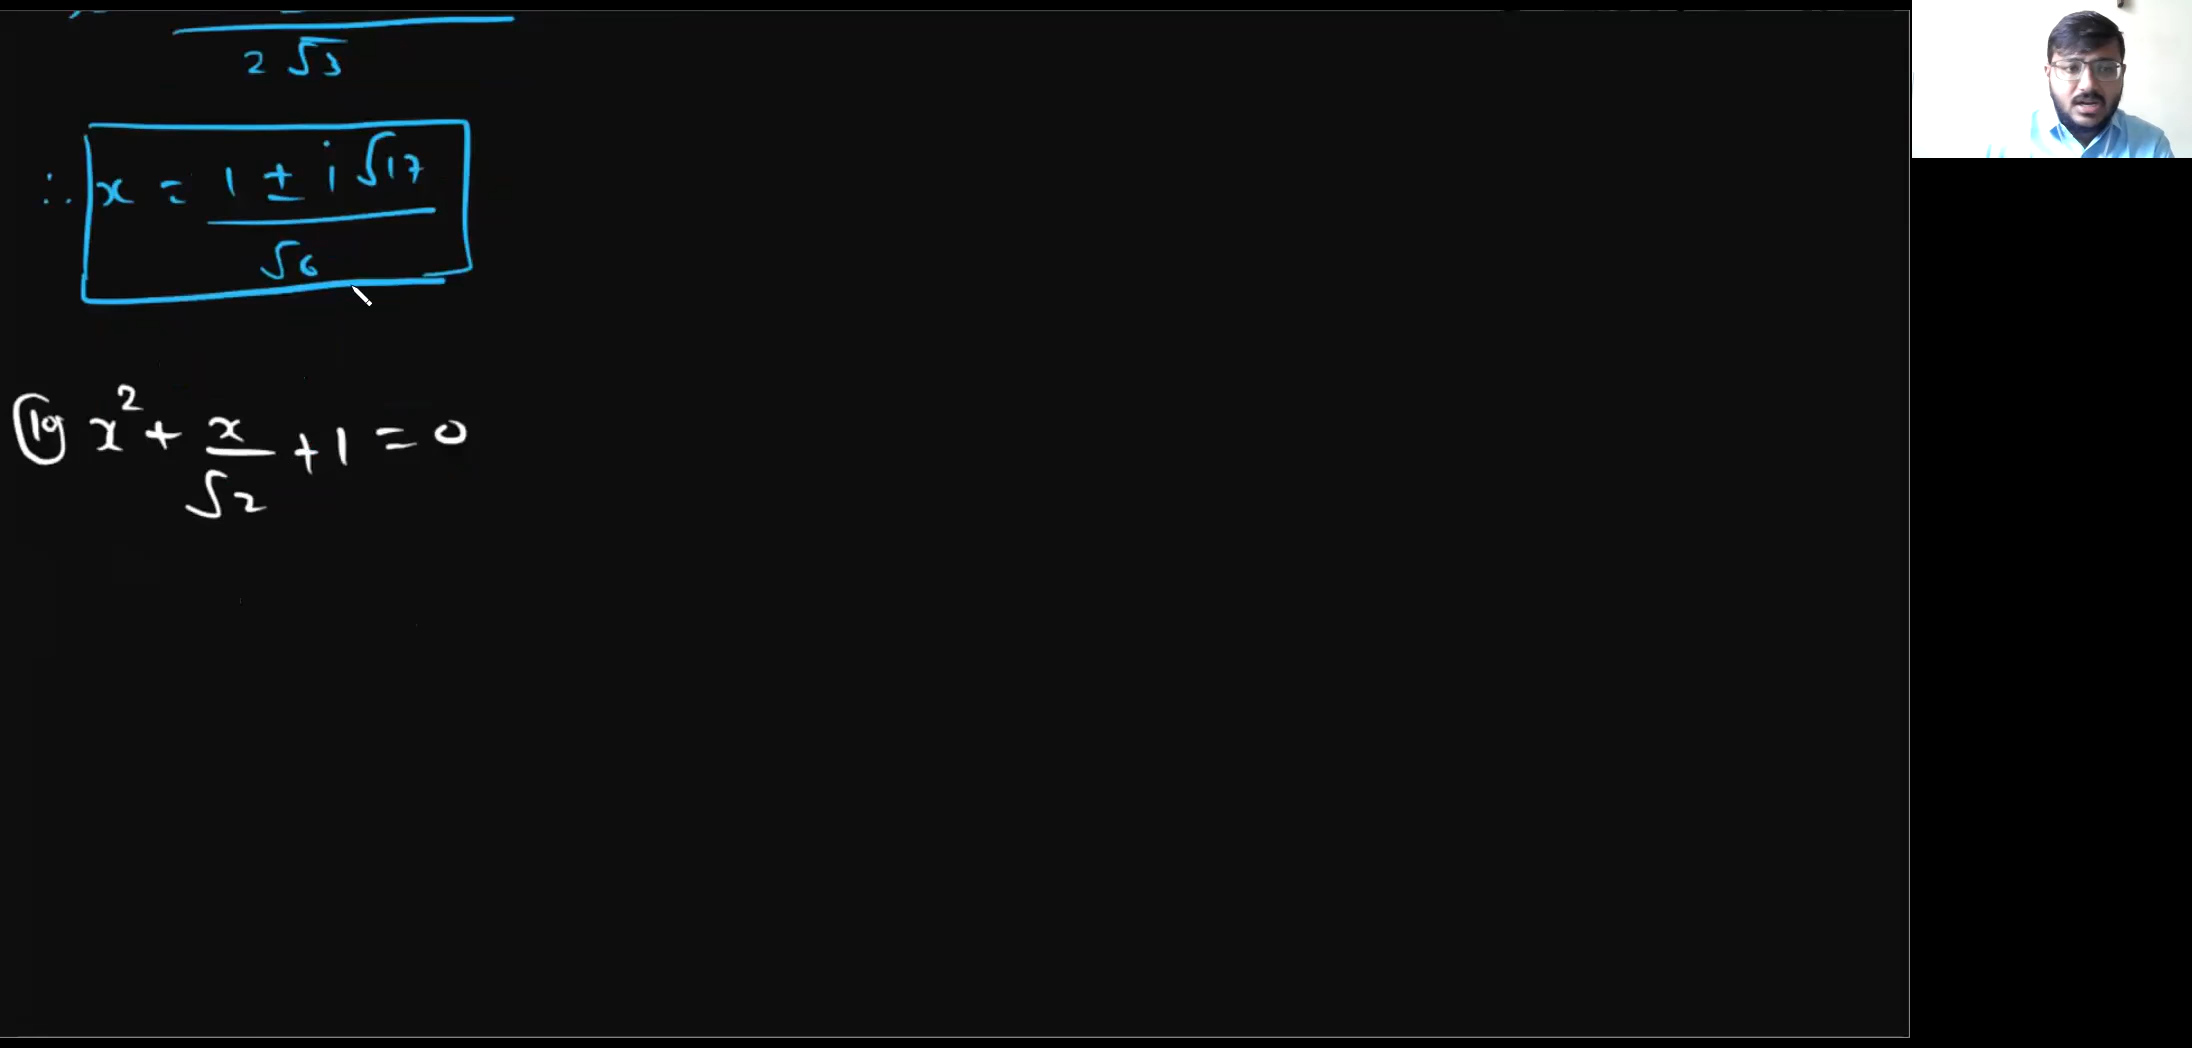 2 √3
∴ x = 1 ± i √17 / √6
(19) x² + x/√2 + 1 = 0